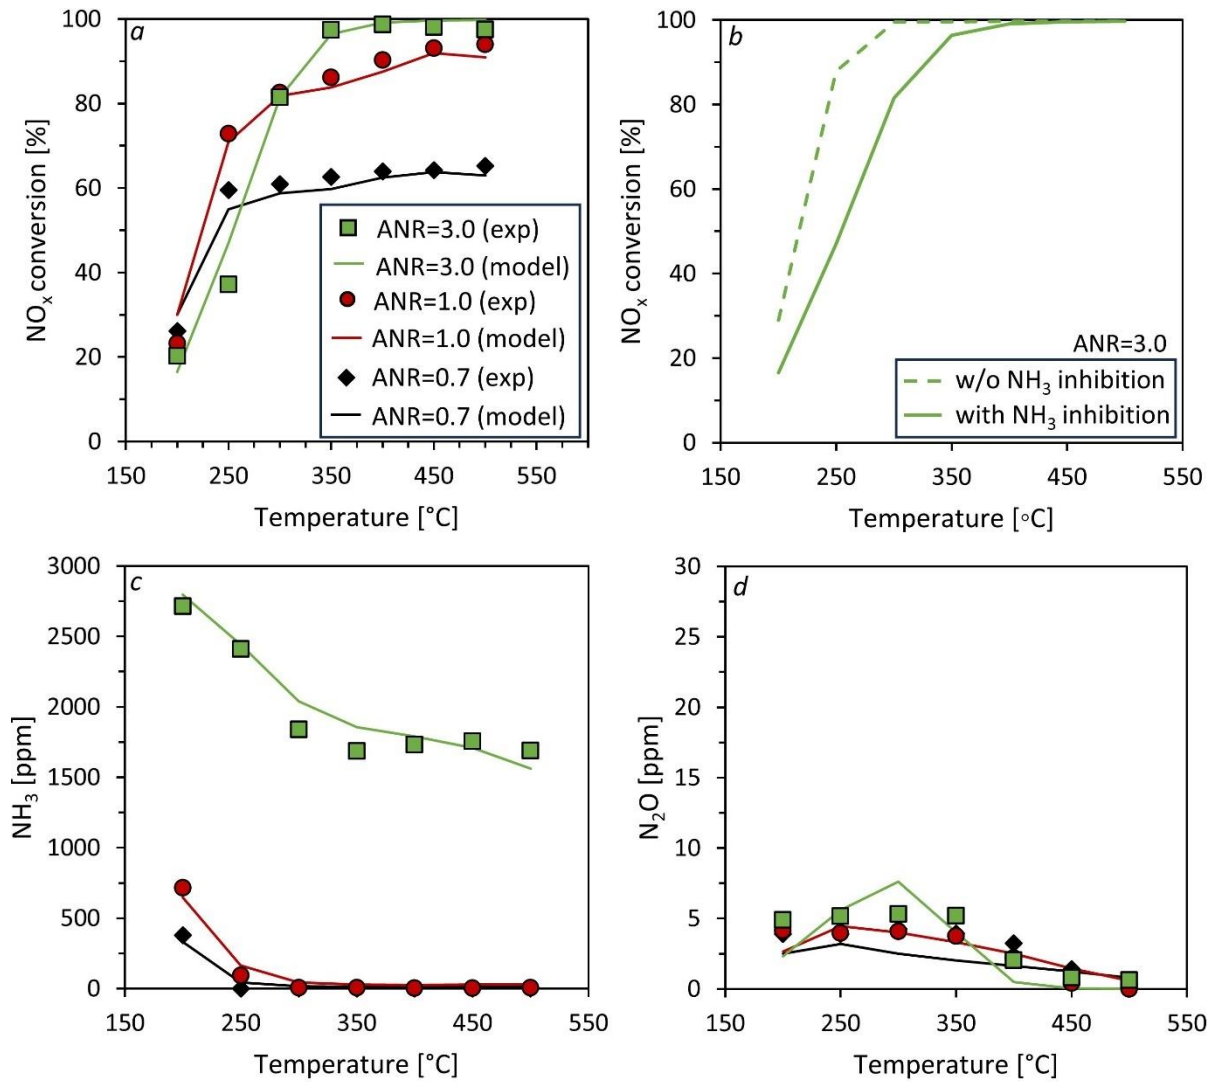 a
100
80
60
40
20
0
NOₓ conversion [%]
ANR=3.0 (exp)
ANR=3.0 (model)
ANR=1.0 (exp)
ANR=1.0 (model)
ANR=0.7 (exp)
ANR=0.7 (model)
150 250 350 450 550
Temperature [°C]
b
100
80
60
40
20
0
NOₓ conversion [%]
ANR=3.0
w/o NH₃ inhibition
with NH₃ inhibition
150 250 350 450 550
Temperature [°C]
c
3000
2500
2000
1500
1000
500
0
NH₃ [ppm]
150 250 350 450 550
Temperature [°C]
d
30
25
20
15
10
5
0
N₂O [ppm]
150 250 350 450 550
Temperature [°C]